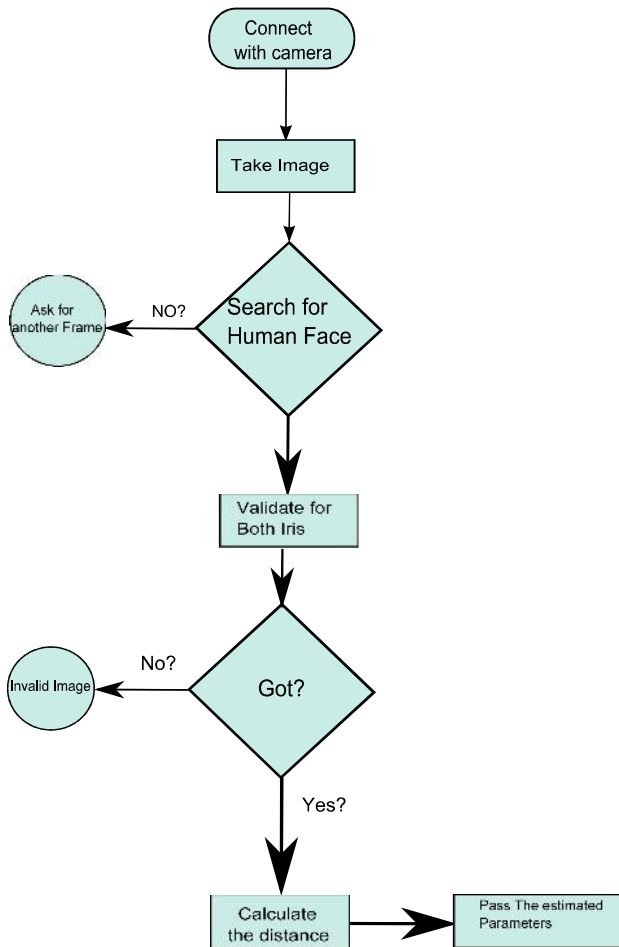 Connect
with camera
Take Image
Search for
Human Face
NO?
Ask for
another Frame
Validate for
Both Iris
Got?
No?
Invalid Image
Yes?
Calculate
the distance
Pass The estimated
Parameters